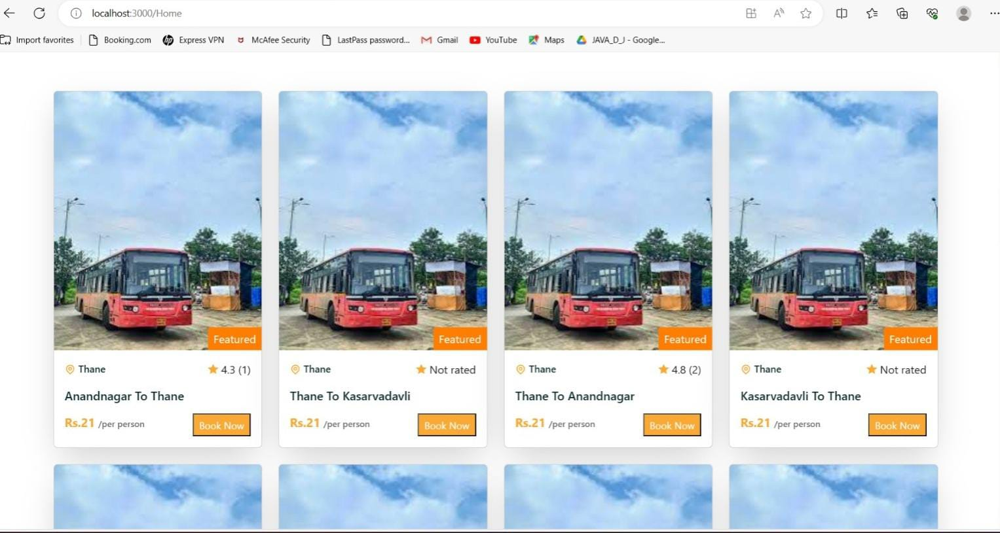 localhost:3000/Home
Import favorites Booking.com Express VPN McAfee Security LastPass password... Gmail YouTube Maps JAVA_D_J - Google...
Featured Featured Featured Featured
Thane 4.3 (1) Thane Not rated Thane 4.8 (2) Thane Not rated
Anandnagar To Thane Thane To Kasarvadavli Thane To Anandnagar Kasarvadavli To Thane
Rs.21 /per person Book Now Rs.21 /per person Book Now Rs.21 /per person Book Now Rs.21 /per person Book Now